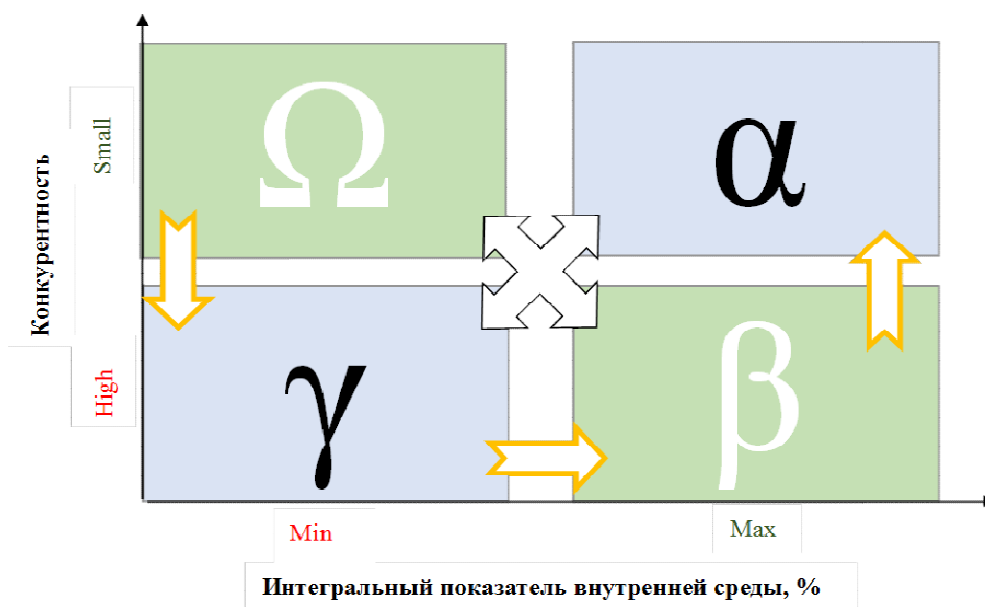 Конкурентность
Small
High
Ω
α
γ
β
Min
Max
Интегральный показатель внутренней среды, %